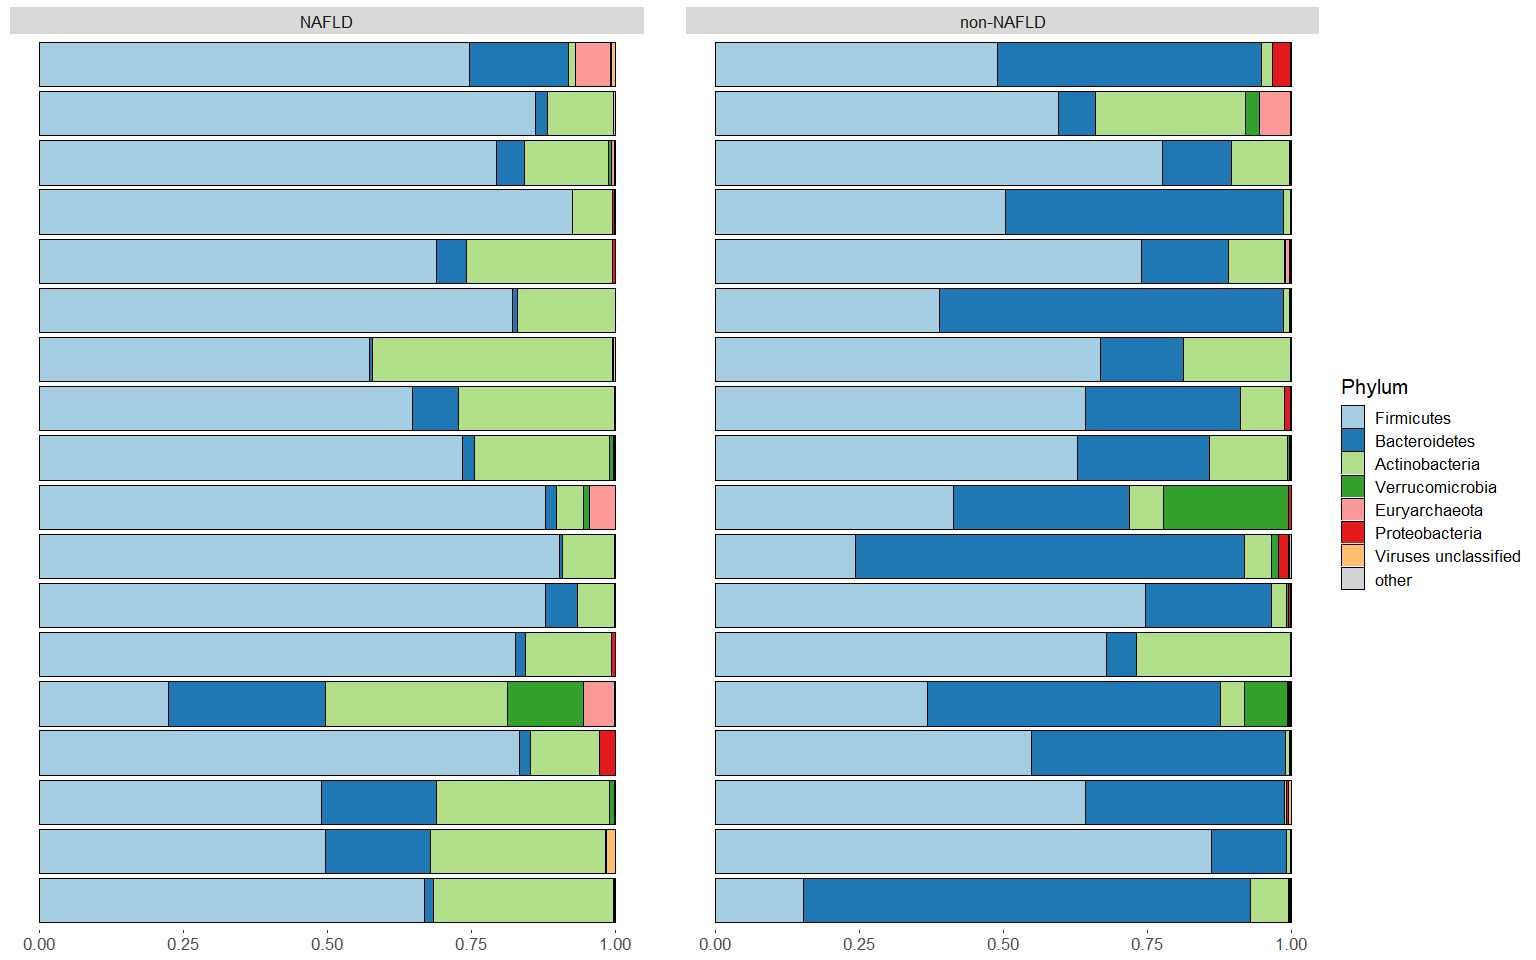 NAFLD
non-NAFLD
Phylum
Firmicutes
Bacteroidetes
Actinobacteria
Verrucomicrobia
Euryarchaeota
Proteobacteria
Viruses unclassified
other
0.00 0.25 0.50 0.75 1.00
0.00 0.25 0.50 0.75 1.00